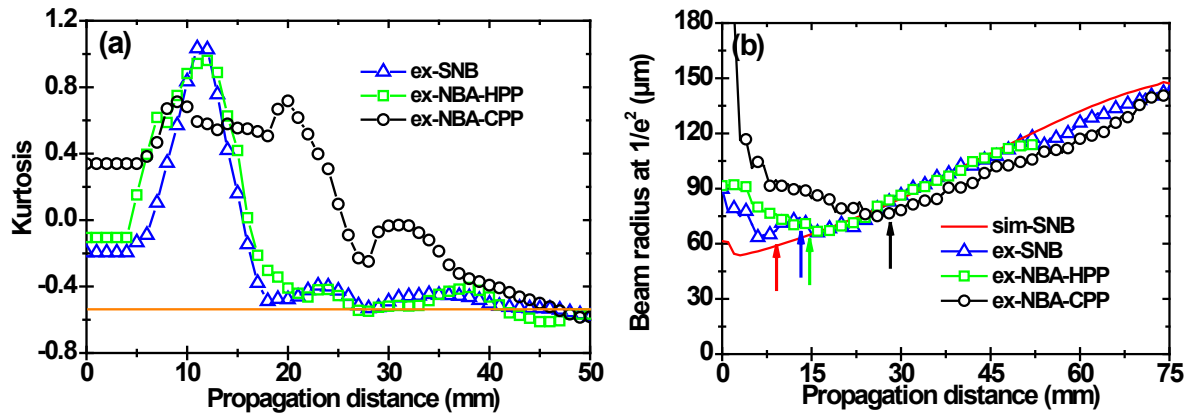 (a)
Kurtosis
1.2
0.8
0.4
0.0
-0.4
-0.8
ex-SNB
ex-NBA-HPP
ex-NBA-CPP
0 10 20 30 40 50
Propagation distance (mm)
(b)
Beam radius at 1/e² (μm)
180
150
120
90
60
30
0
sim-SNB
ex-SNB
ex-NBA-HPP
ex-NBA-CPP
0 15 30 45 60 75
Propagation distance (mm)